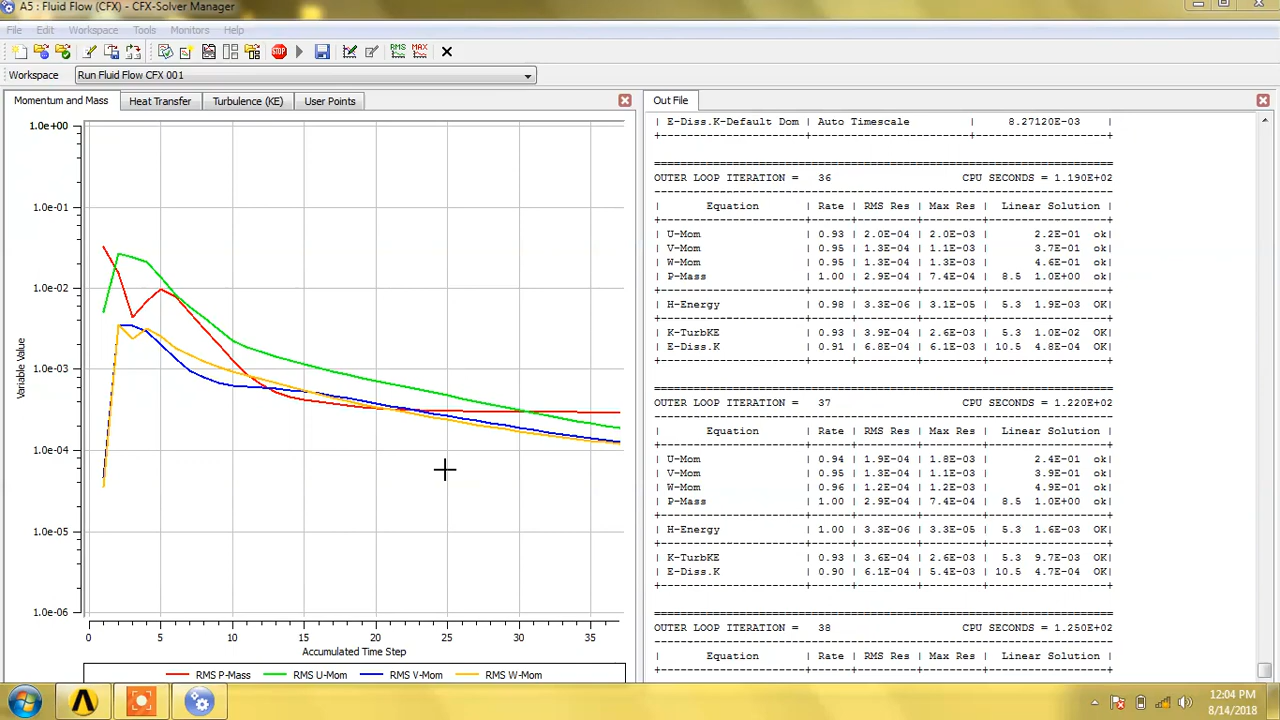 A5 : Fluid Flow (CFX) - CFX-Solver Manager
File Edit Workspace Tools Monitors Help
STOP RMS MAX
Workspace Run Fluid Flow CFX 001
Momentum and Mass Heat Transfer Turbulence (KE) User Points
1.0e+00
1.0e-01
1.0e-02
1.0e-03
1.0e-04
1.0e-05
1.0e-06
Variable Value
0 5 10 15 20 25 30 35
Accumulated Time Step
RMS P-Mass RMS U-Mom RMS V-Mom RMS W-Mom
Out File
| E-Diss.K-Default Dom | Auto Timescale | 8.27120E-03 |
+----------------------+-----------------------+-------------------+
======================================================================
OUTER LOOP ITERATION = 36 CPU SECONDS = 1.190E+02
----------------------------------------------------------------------
| Equation | Rate | RMS Res | Max Res | Linear Solution |
+----------------------+------+---------+---------+------------------+
| U-Mom | 0.93 | 2.0E-04 | 2.0E-03 | 2.2E-01 ok|
| V-Mom | 0.95 | 1.3E-04 | 1.1E-03 | 3.7E-01 ok|
| W-Mom | 0.95 | 1.3E-04 | 1.3E-03 | 4.6E-01 ok|
| P-Mass | 1.00 | 2.9E-04 | 7.4E-04 | 8.5 1.0E+00 ok|
+----------------------+------+---------+---------+------------------+
| H-Energy | 0.98 | 3.3E-06 | 3.1E-05 | 5.3 1.9E-03 OK|
+----------------------+------+---------+---------+------------------+
| K-TurbKE | 0.93 | 3.9E-04 | 2.6E-03 | 5.3 1.0E-02 OK|
| E-Diss.K | 0.91 | 6.8E-04 | 6.1E-03 | 10.5 4.8E-04 OK|
+----------------------+------+---------+---------+------------------+
======================================================================
OUTER LOOP ITERATION = 37 CPU SECONDS = 1.220E+02
----------------------------------------------------------------------
| Equation | Rate | RMS Res | Max Res | Linear Solution |
+----------------------+------+---------+---------+------------------+
| U-Mom | 0.94 | 1.9E-04 | 1.8E-03 | 2.4E-01 ok|
| V-Mom | 0.95 | 1.3E-04 | 1.1E-03 | 3.9E-01 ok|
| W-Mom | 0.96 | 1.2E-04 | 1.2E-03 | 4.9E-01 ok|
| P-Mass | 1.00 | 2.9E-04 | 7.4E-04 | 8.5 1.0E+00 ok|
+----------------------+------+---------+---------+------------------+
| H-Energy | 1.00 | 3.3E-06 | 3.3E-05 | 5.3 1.6E-03 OK|
+----------------------+------+---------+---------+------------------+
| K-TurbKE | 0.93 | 3.6E-04 | 2.6E-03 | 5.3 9.7E-03 OK|
| E-Diss.K | 0.90 | 6.1E-04 | 5.4E-03 | 10.5 4.7E-04 OK|
+----------------------+------+---------+---------+------------------+
======================================================================
OUTER LOOP ITERATION = 38 CPU SECONDS = 1.250E+02
----------------------------------------------------------------------
| Equation | Rate | RMS Res | Max Res | Linear Solution |
+----------------------+------+---------+---------+------------------+
12:04 PM
8/14/2018